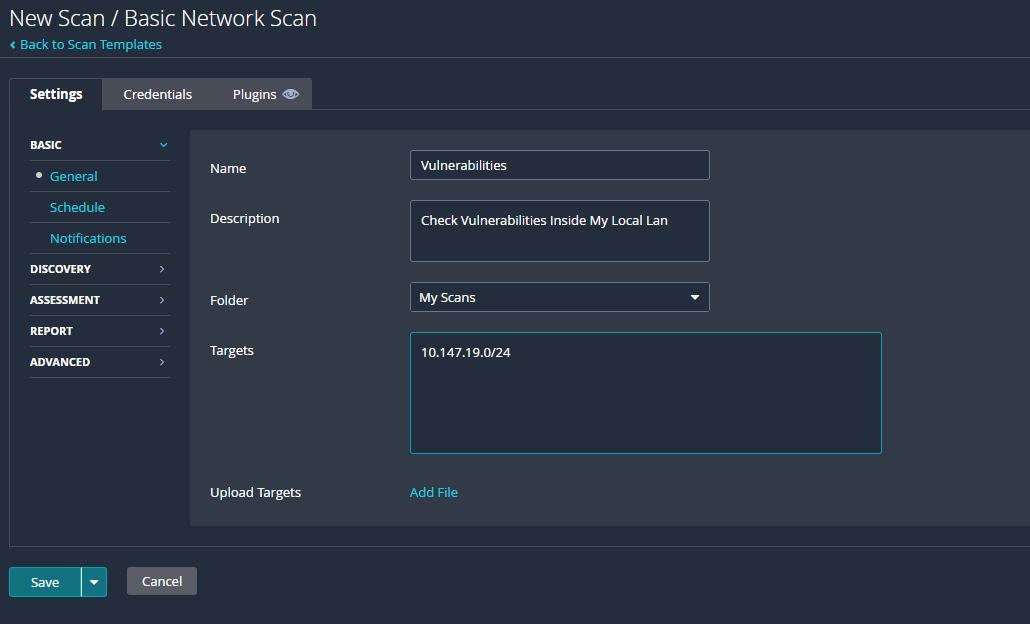 New Scan / Basic Network Scan
Back to Scan Templates
Settings Credentials Plugins
BASIC
General
Schedule
Notifications
DISCOVERY
ASSESSMENT
REPORT
ADVANCED
Name Vulnerabilities
Description Check Vulnerabilities Inside My Local Lan
Folder My Scans
Targets 10.147.19.0/24
Upload Targets Add File
Save Cancel